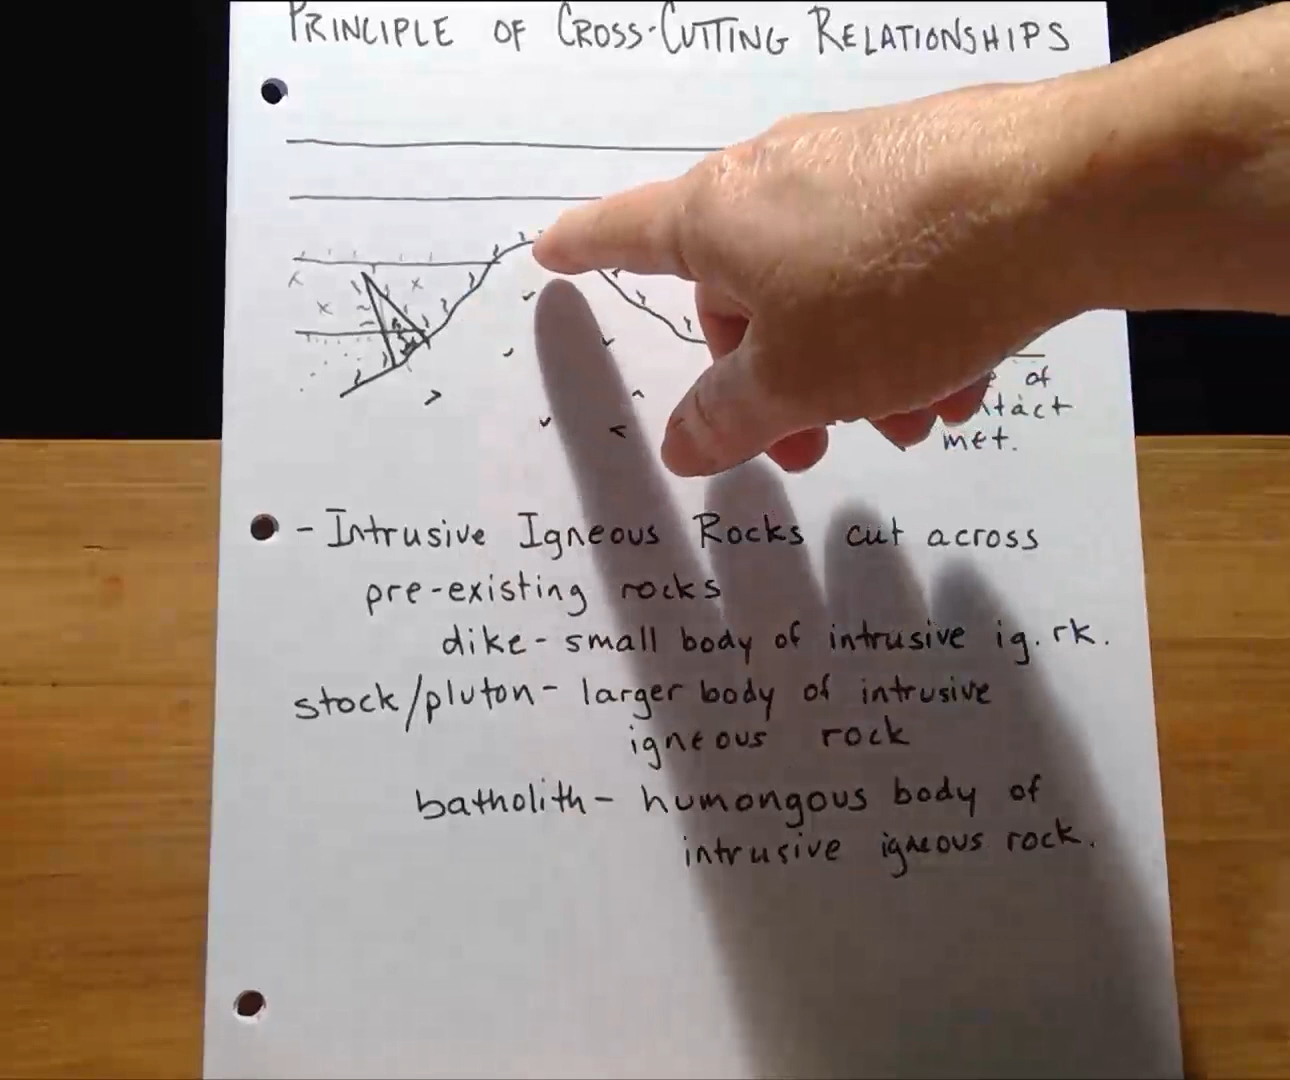 PRINCIPLE OF CROSS-CUTTING RELATIONSHIPS
of
met.
- Intrusive Igneous Rocks cut across
pre-existing rocks
dike - small body of intrusive ig. rk.
stock/pluton - larger body of intrusive
igneous rock
batholith - humongous body of
intrusive igneous rock.